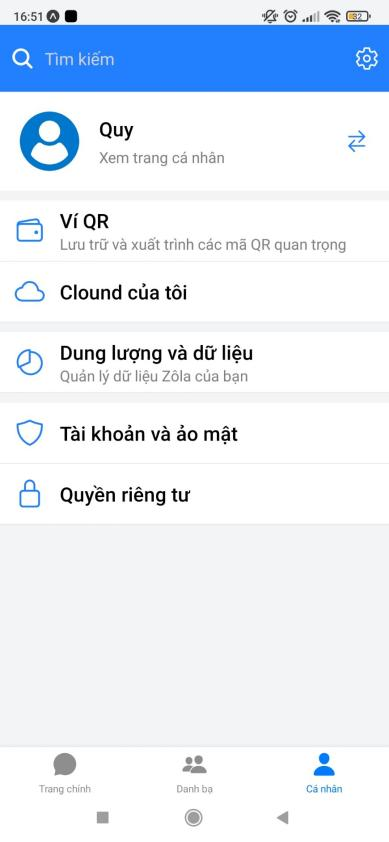 16:51
32
Tìm kiếm
Quy
Xem trang cá nhân
Ví QR
Lưu trữ và xuất trình các mã QR quan trọng
Clound của tôi
Dung lượng và dữ liệu
Quản lý dữ liệu Zôla của bạn
Tài khoản và ảo mật
Quyền riêng tư
Trang chính
Danh bạ
Cá nhân